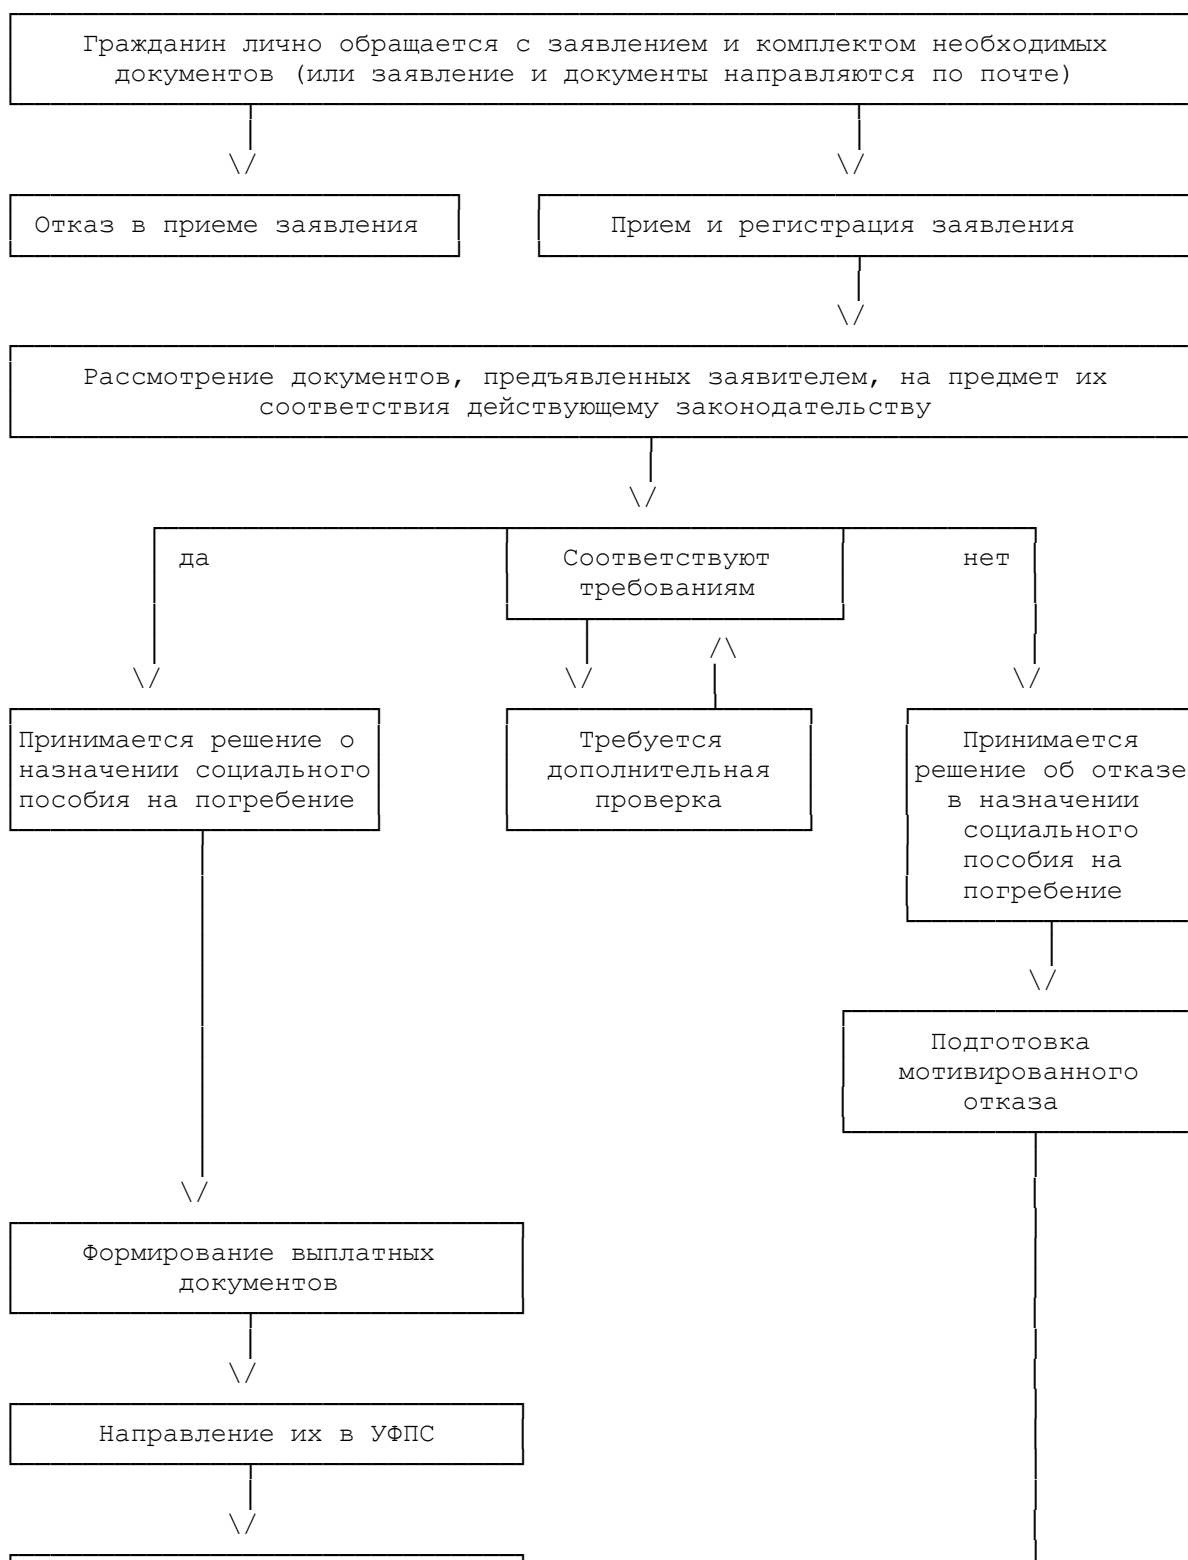 Гражданин лично обращается с заявлением и комплектом необходимых
документов (или заявление и документы направляются по почте)
Отказ в приеме заявления
Прием и регистрация заявления
Рассмотрение документов, предъявленных заявителем, на предмет их
соответствия действующему законодательству
да
Соответствуют
требованиям
нет
Принимается решение о
назначении социального
пособия на погребение
Требуется
дополнительная
проверка
Принимается
решение об отказе
в назначении
социального
пособия на
погребение
Подготовка
мотивированного
отказа
Формирование выплатных
документов
Направление их в УФПС